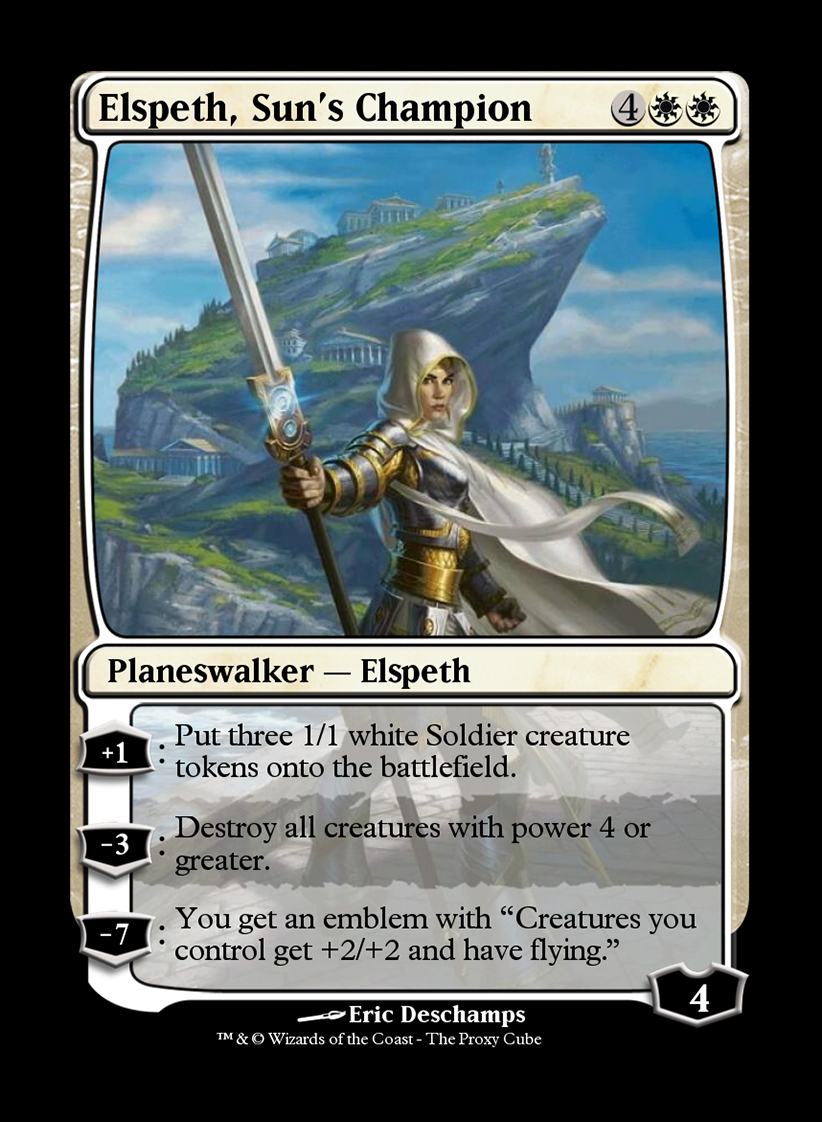 Elspeth, Sun's Champion 4
Planeswalker — Elspeth
+1 : Put three 1/1 white Soldier creature
tokens onto the battlefield.
-3 : Destroy all creatures with power 4 or
greater.
-7 : You get an emblem with “Creatures you
control get +2/+2 and have flying.”
4
Eric Deschamps
™ & © Wizards of the Coast - The Proxy Cube